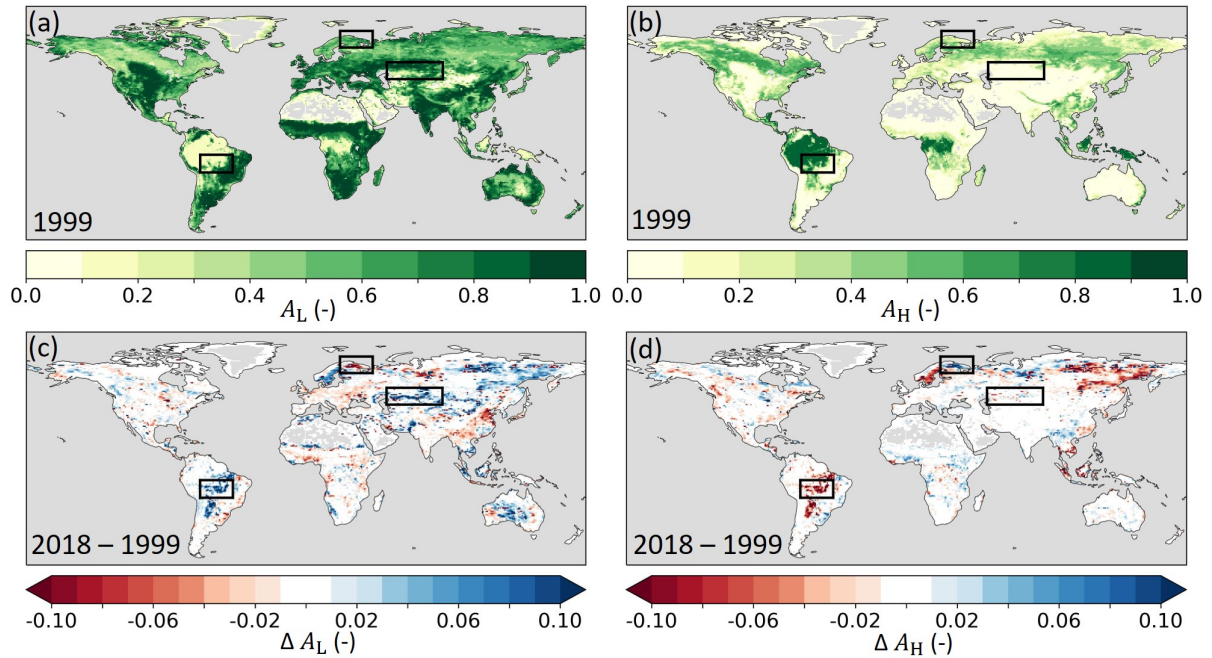 (a)
1999
0.0 0.2 0.4 0.6 0.8 1.0
A_L (-)
(b)
1999
0.0 0.2 0.4 0.6 0.8 1.0
A_H (-)
(c)
2018 – 1999
-0.10 -0.06 -0.02 0.02 0.06 0.10
Δ A_L (-)
(d)
2018 – 1999
-0.10 -0.06 -0.02 0.02 0.06 0.10
Δ A_H (-)